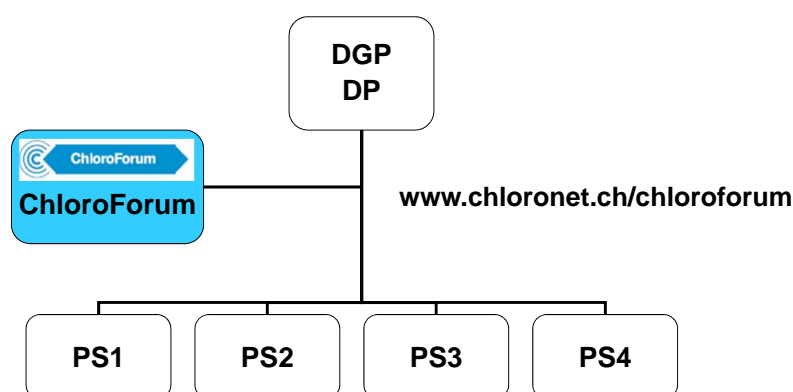 DGP
DP
ChloroForum
ChloroForum
www.chloronet.ch/chloroforum
PS1 PS2 PS3 PS4